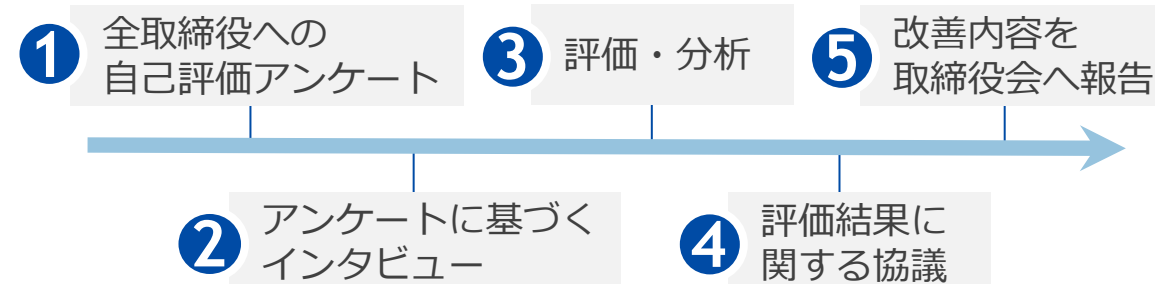 1
全取締役への
自己評価アンケート
2
アンケートに基づく
インタビュー
3
評価・分析
4
評価結果に
関する協議
5
改善内容を
取締役会へ報告